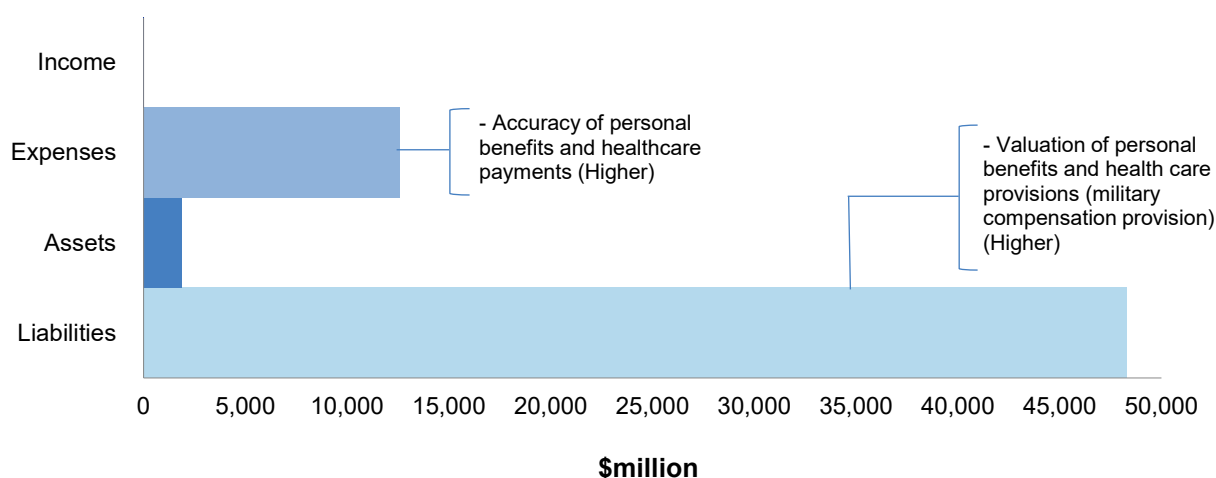 Income
Expenses
- Accuracy of personal
benefits and healthcare
payments (Higher)
- Valuation of personal
benefits and health care
provisions (military
compensation provision)
(Higher)
Assets
Liabilities
0 5,000 10,000 15,000 20,000 25,000 30,000 35,000 40,000 45,000 50,000
$million